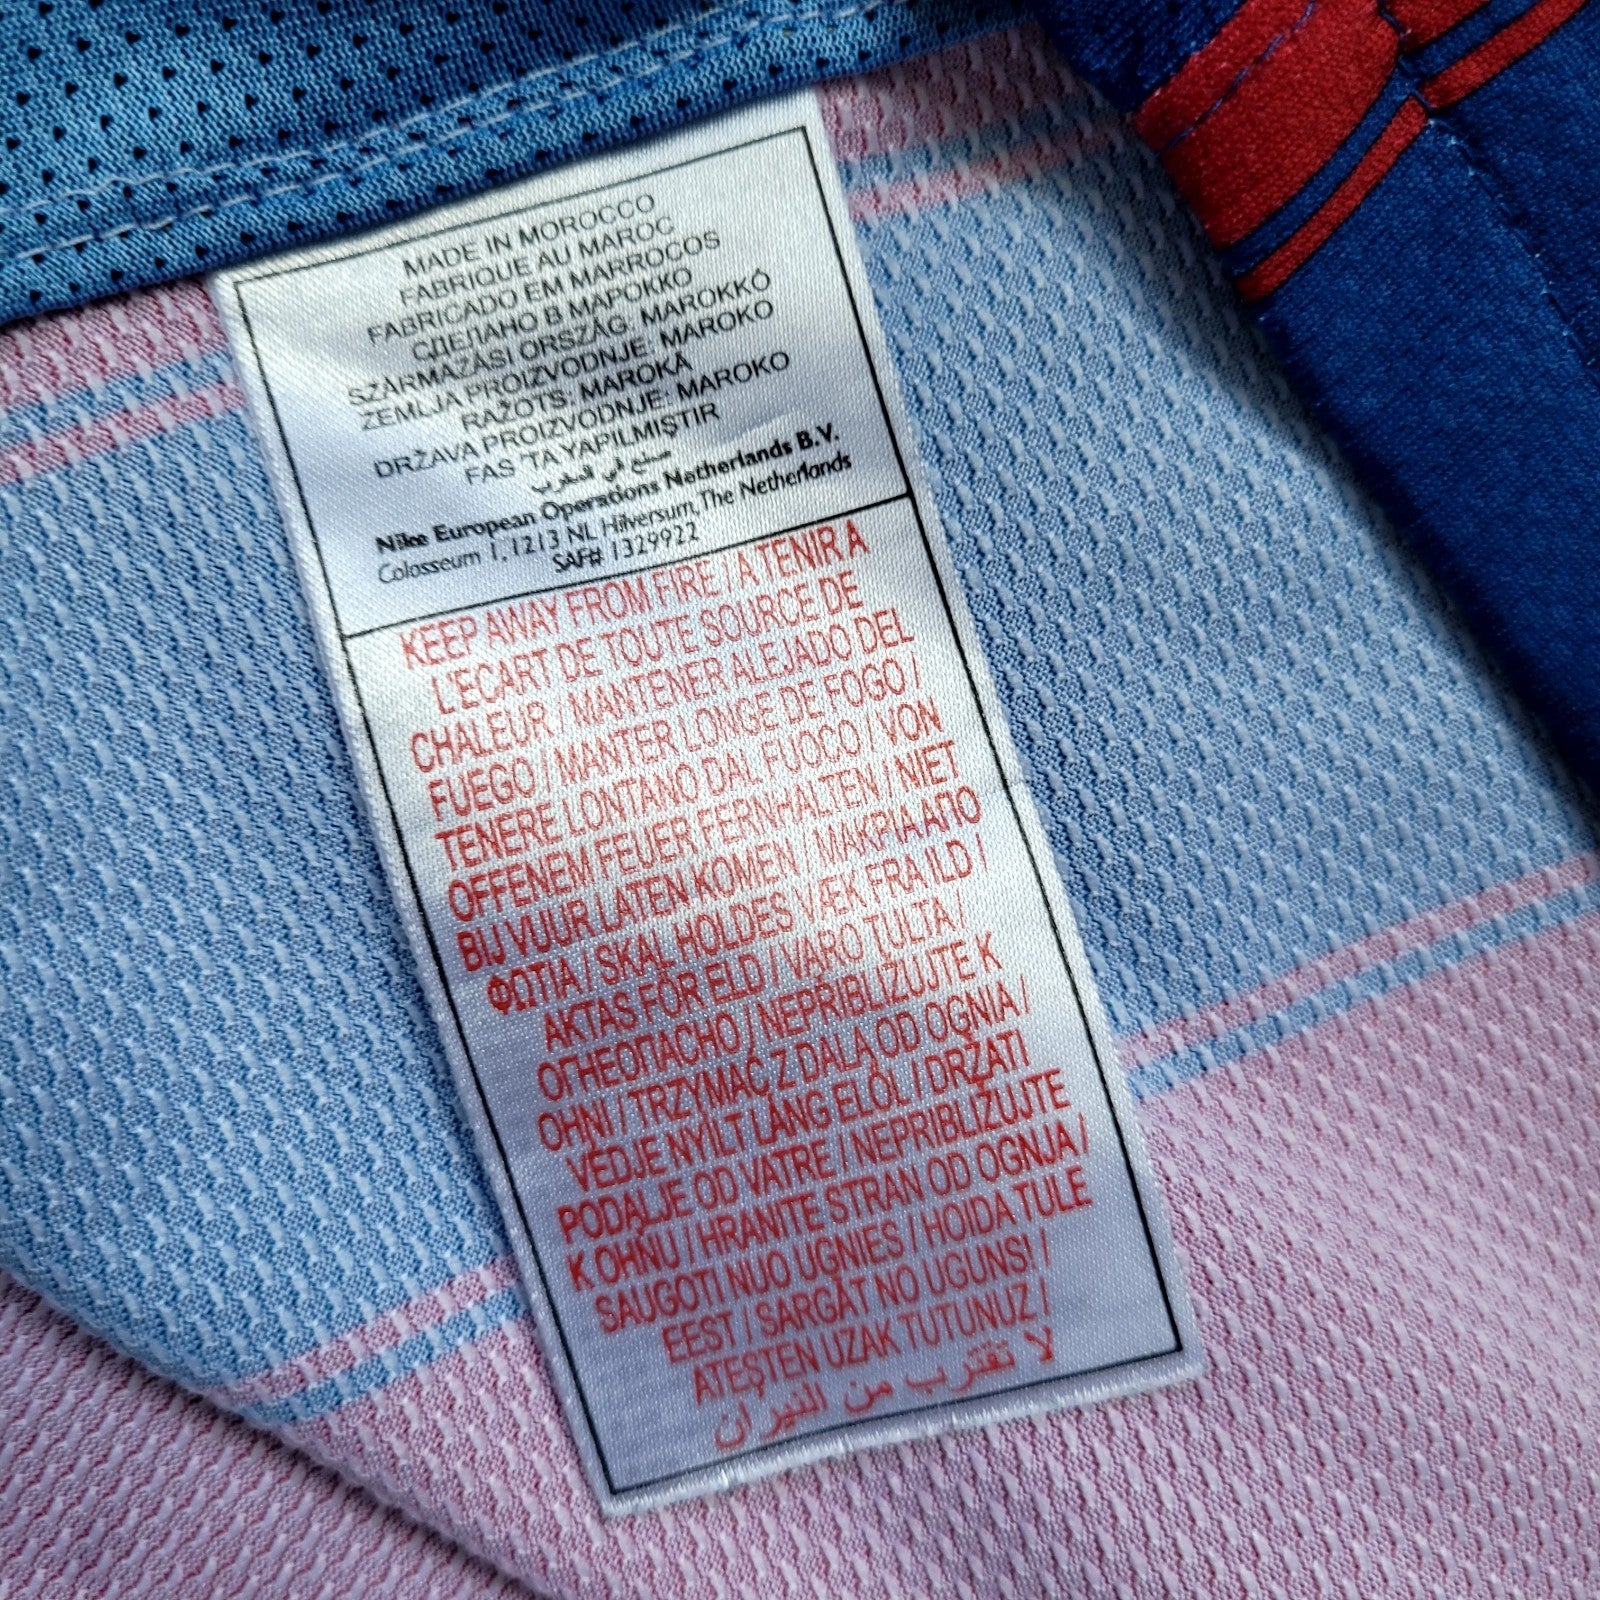 MADE IN MOROCCO
FABRIQUE AU MAROC
FABRICADO EM MARROCOS
СДЕЛАНО В МАРОККО
SZÁRMAZÁSI ORSZÁG: MAROKKÓ
ZEMLJA PROIZVODNJE: MAROKO
RAŽOTS: MAROKĀ
DRŽAVA PROIZVODNJE: MAROKO
FAS 'TA YAPILMIŞTIR
صنع في المغرب
Nike European Operations Netherlands B.V.
Colosseum 1, 1213 NL Hilversum, The Netherlands
SAF# 1329922
KEEP AWAY FROM FIRE / A TENIR A
L'ECART DE TOUTE SOURCE DE
CHALEUR / MANTENER ALEJADO DEL
FUEGO / MANTER LONGE DE FOGO /
TENERE LONTANO DAL FUOCO / VON
OFFENEM FEUER FERNHALTEN / NIET
BIJ VUUR LATEN KOMEN / ΜΑΚΡΙΑ ΑΠΟ
ΦΩΤΙΑ / SKAL HOLDES VÆK FRA ILD /
AKTAS FÖR ELD / VARO TULTA /
ОГНЕОПАСНО / NEPRIBLIŽUJTE K
OHNI / TRZYMAĆ Z DALA OD OGNIA /
VÉDJE NYÍLT LÁNG ELŐL / DRŽATI
PODALJE OD VATRE / NEPRIBLIŽUJTE
K OHŇU / HRANITE STRAN OD OGNJA /
SAUGOTI NUO UGNIES / HOIDA TULE
EEST / SARGĀT NO UGUNS! /
ATEŞTEN UZAK TUTUNUZ /
لا تقترب من النيران